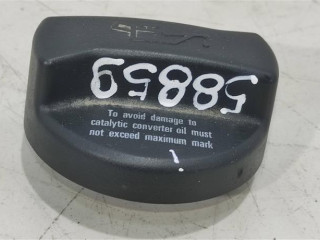 58859
To avoid damage to
catalytic converter oil must
not exceed maximum mark